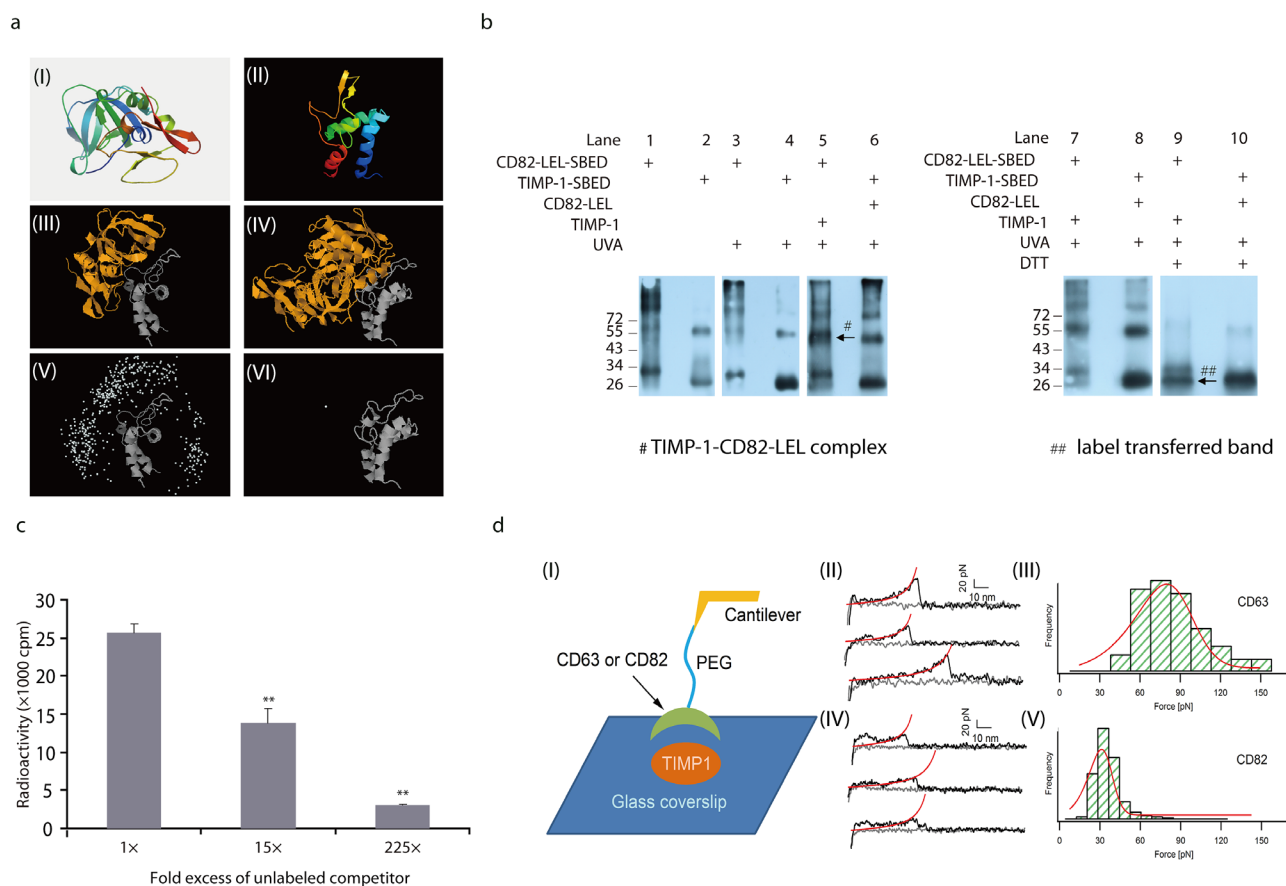 a
(I)
(II)
(III)
(IV)
(V)
(VI)
b
Lane 1 2 3 4 5 6
CD82-LEL-SBED + + +
TIMP-1-SBED + + +
CD82-LEL +
TIMP-1 +
UVA + + + +
72
55
43
34
26
#
# TIMP-1-CD82-LEL complex
Lane 7 8 9 10
CD82-LEL-SBED + +
TIMP-1-SBED + +
CD82-LEL + +
TIMP-1 + +
UVA + + + +
DTT + +
72
55
43
34
26
##
## label transferred band
c
Radioactivity (×1000 cpm)
30
25
20
15
10
5
0
**
**
1× 15× 225×
Fold excess of unlabeled competitor
d
(I)
Cantilever
CD63 or CD82
PEG
TIMP1
Glass coverslip
(II)
20 pN
10 nm
(III)
CD63
Frequency
30 60 90 120 150
Force [pN]
(IV)
20 pN
10 nm
(V)
CD82
Frequency
30 60 90 120 150
Force [pN]